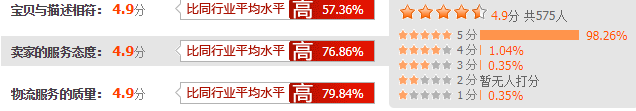 宝贝与描述相符： 4.9分 比同行业平均水平 高 57.36%
卖家的服务态度： 4.9分 比同行业平均水平 高 76.86%
物流服务的质量： 4.9分 比同行业平均水平 高 79.84%
4.9分 共575人
5分 98.26%
4分 1.04%
3分 0.35%
2分 暂无人打分
1分 0.35%